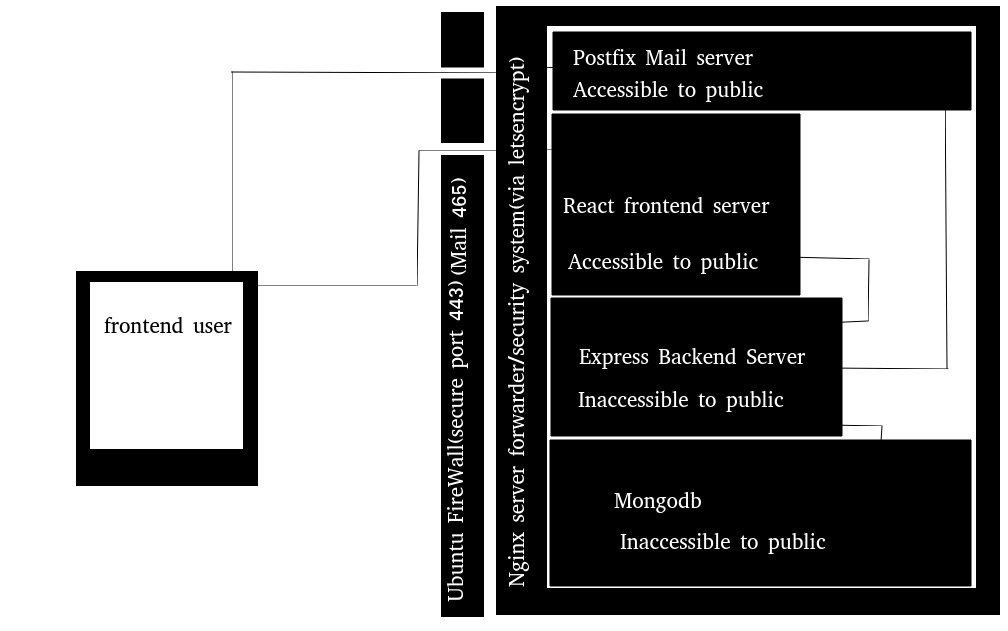 frontend user
Ubuntu FireWall(secure port 443)(Mail 465)
Nginx server forwarder/security system(via letsencrypt)
Postfix Mail server
Accessible to public
React frontend server
Accessible to public
Express Backend Server
Inaccessible to public
Mongodb
Inaccessible to public